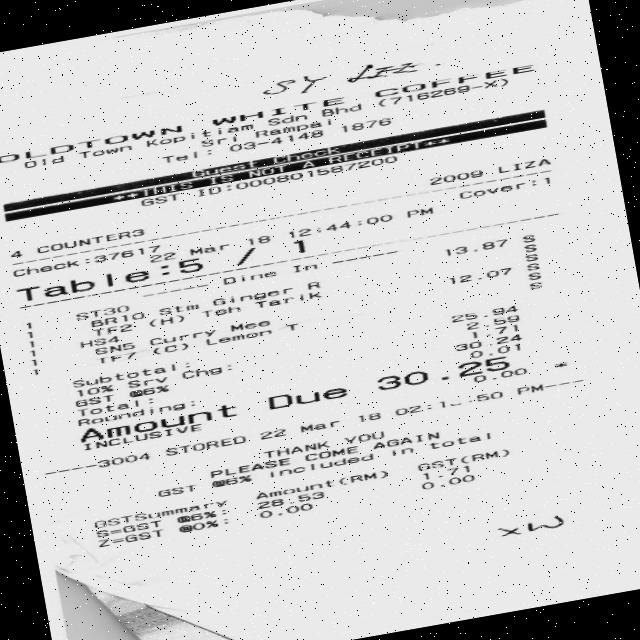 SY Liz.
OLDTOWN WHITE COFFEE
Old Town Kopitiam Sdn Bhd (716269-X)
Sri Rampai
Tel: 03-4148 1876
Guest Check
**THIS IS NOT A RECEIPT**
GST ID:000801587200
4 COUNTER3 2009 LIZA
Check:37617 22 Mar 18 12:44:00 PM Cover:1
Table:5 / 1
Dine In
1 ST30 13.87 S
1 BR10 Stm Ginger R S
1 TF2 (H) Teh Tarik S
1 HS4 12.07 S
1 SN5 Curry Mee S
1 TF7 (C) Lemon T S
Subtotal: 25.94
10% Srv Chg: 2.59
GST @6% 1.71
Total: 30.24
Rounding: 0.01
Amount Due 30.25
INCLUSIVE 0.00 *
-----3004 STORED 22 Mar 18 PM---
THANK YOU
PLEASE COME AGAIN
GST @6% included in total
GSTSummary Amount(RM) GST(RM)
S-GST @6%: 28.53 1.71
Z-GST @0%: 0.00 0.00